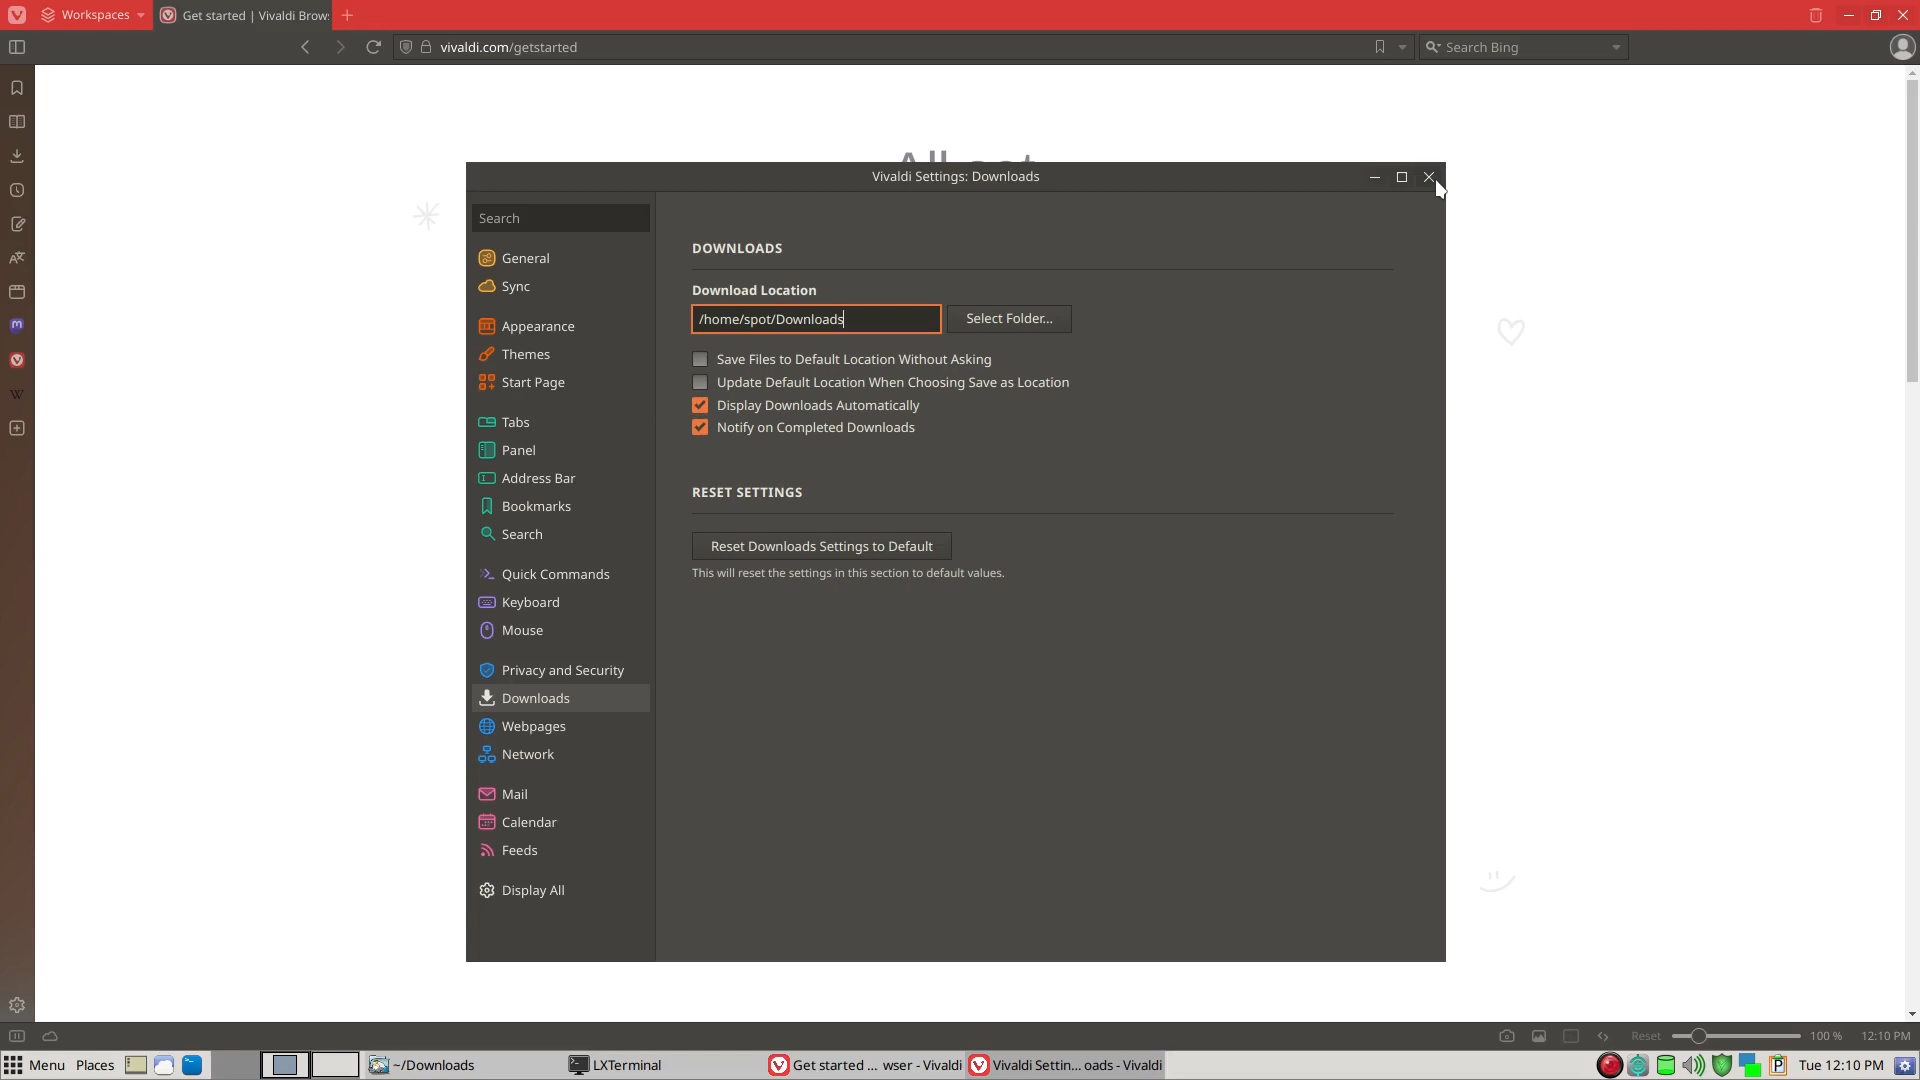 Workspaces
Get started | Vivaldi Brows
vivaldi.com/getstarted
Search Bing
Vivaldi Settings: Downloads
Search
General
Sync
Appearance
Themes
Start Page
Tabs
Panel
Address Bar
Bookmarks
Search
Quick Commands
Keyboard
Mouse
Privacy and Security
Downloads
Webpages
Network
Mail
Calendar
Feeds
Display All
DOWNLOADS
Download Location
/home/spot/Downloads
Select Folder...
Save Files to Default Location Without Asking
Update Default Location When Choosing Save as Location
Display Downloads Automatically
Notify on Completed Downloads
RESET SETTINGS
Reset Downloads Settings to Default
This will reset the settings in this section to default values.
Reset
100 %
12:10 PM
Menu
Places
~/Downloads
LXTerminal
Get started ... wser - Vivaldi
Vivaldi Settin... oads - Vivaldi
Tue 12:10 PM